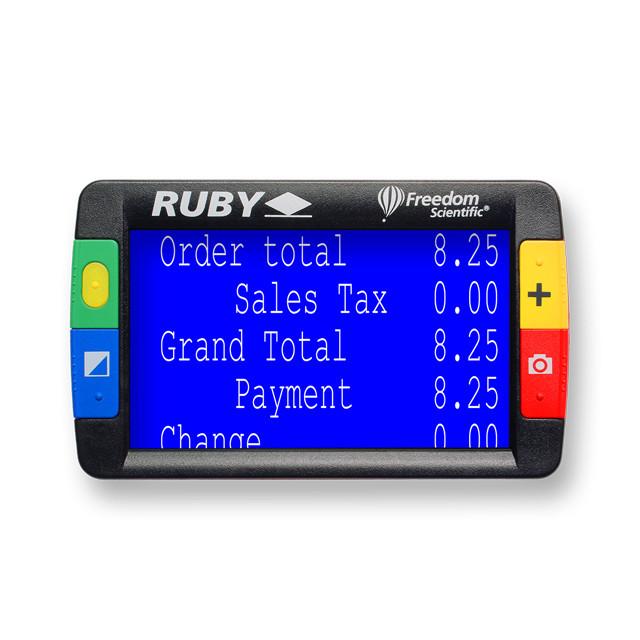 RUBY
Freedom
Scientific®
Order total 8.25
Sales Tax 0.00
Grand Total 8.25
Payment 8.25
Change 0.00